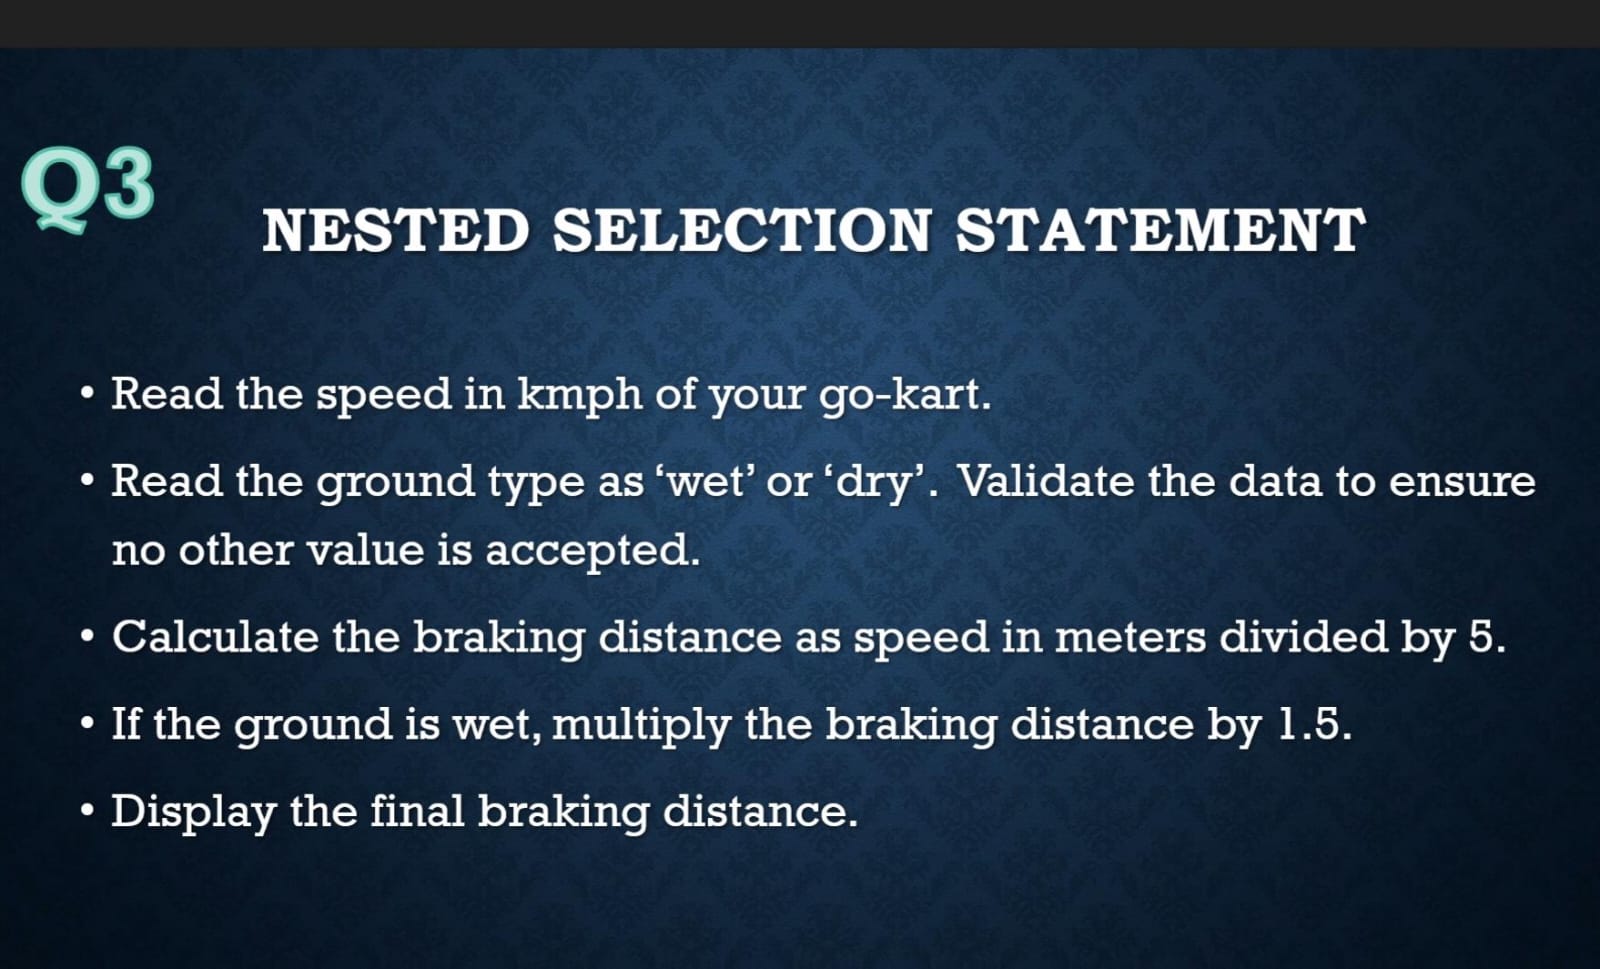 Q3
NESTED SELECTION STATEMENT
• Read the speed in kmph of your go-kart.
• Read the ground type as ‘wet’ or ‘dry’.  Validate the data to ensure
no other value is accepted.
• Calculate the braking distance as speed in meters divided by 5.
• If the ground is wet, multiply the braking distance by 1.5.
• Display the final braking distance.